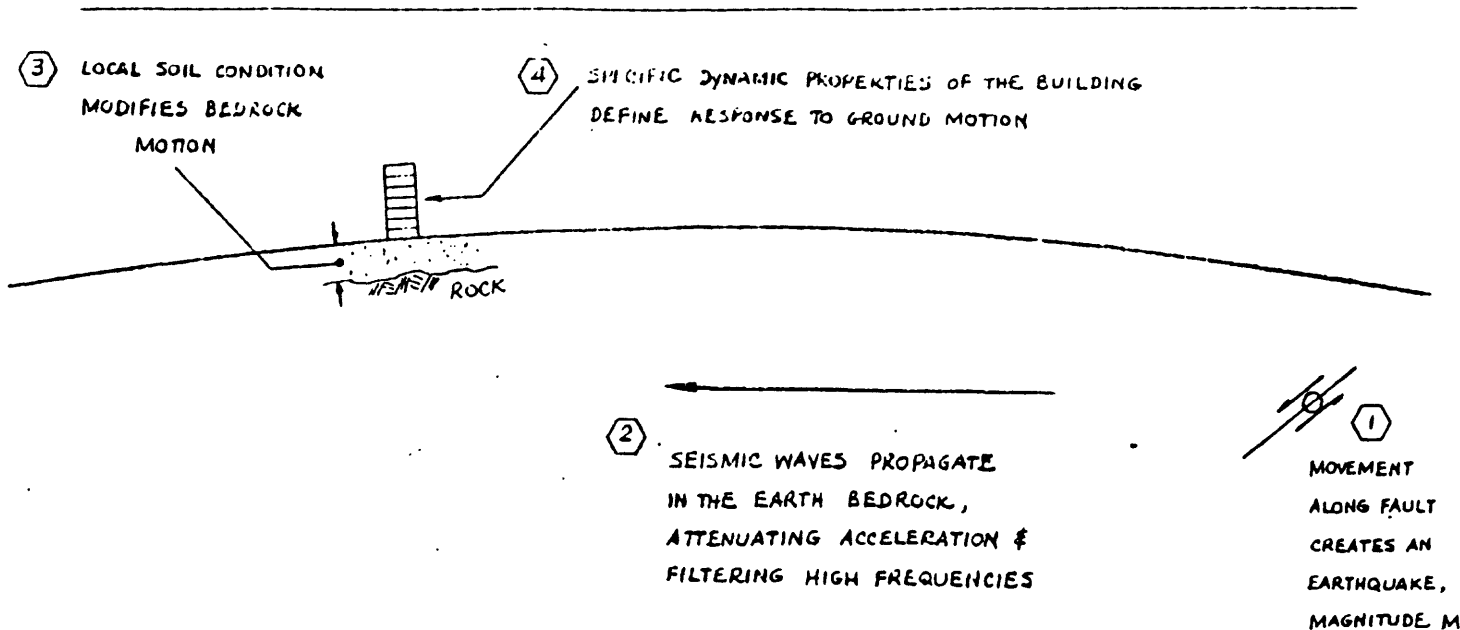 3 LOCAL SOIL CONDITION
MODIFIES BEDROCK
MOTION
4 SPECIFIC DYNAMIC PROPERTIES OF THE BUILDING
DEFINE RESPONSE TO GROUND MOTION
ROCK
2
SEISMIC WAVES PROPAGATE
IN THE EARTH BEDROCK,
ATTENUATING ACCELERATION &
FILTERING HIGH FREQUENCIES
1
MOVEMENT
ALONG FAULT
CREATES AN
EARTHQUAKE,
MAGNITUDE M